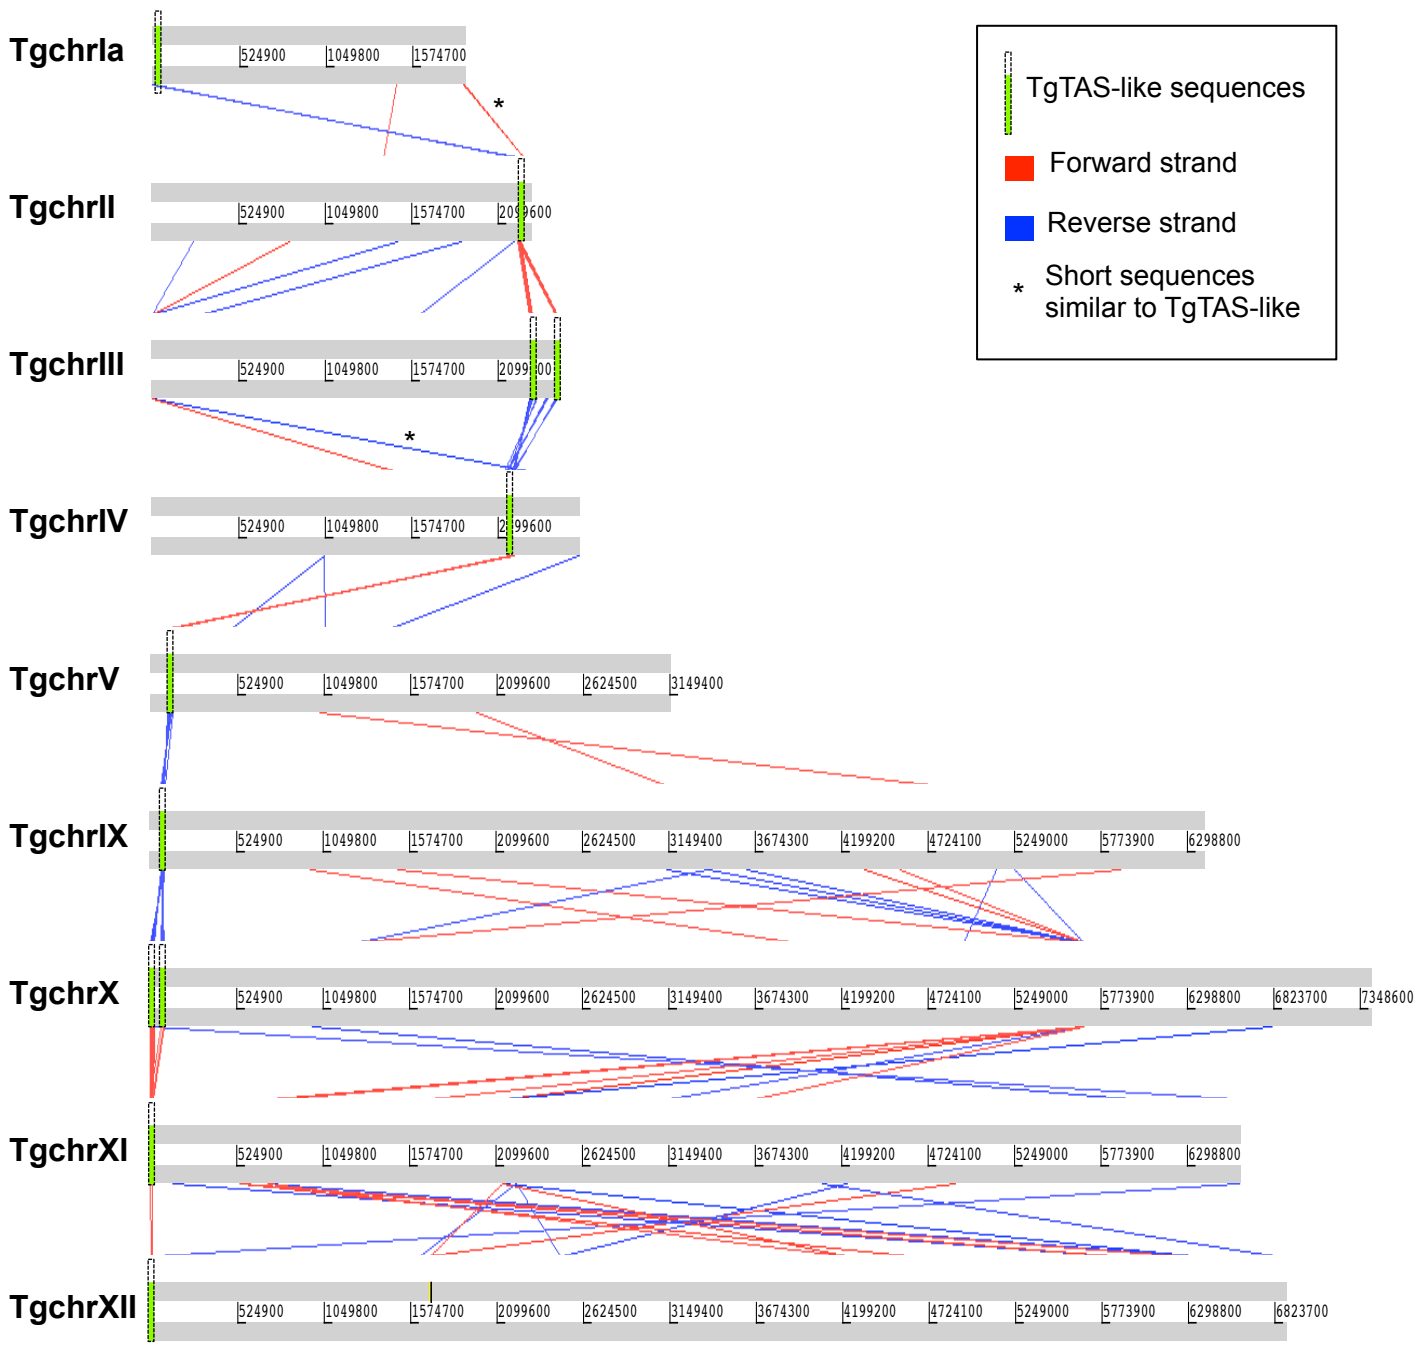 TgchrIa
524900 1049800 1574700
*
TgTAS-like sequences
Forward strand
Reverse strand
* Short sequences
similar to TgTAS-like
TgchrII
524900 1049800 1574700 2099600
TgchrIII
524900 1049800 1574700 2099600
*
TgchrIV
524900 1049800 1574700 2099600
TgchrV
524900 1049800 1574700 2099600 2624500 3149400
TgchrIX
524900 1049800 1574700 2099600 2624500 3149400 3674300 4199200 4724100 5249000 5773900 6298800
TgchrX
524900 1049800 1574700 2099600 2624500 3149400 3674300 4199200 4724100 5249000 5773900 6298800 6823700 7348600
TgchrXI
524900 1049800 1574700 2099600 2624500 3149400 3674300 4199200 4724100 5249000 5773900 6298800
TgchrXII
524900 1049800 1574700 2099600 2624500 3149400 3674300 4199200 4724100 5249000 5773900 6298800 6823700